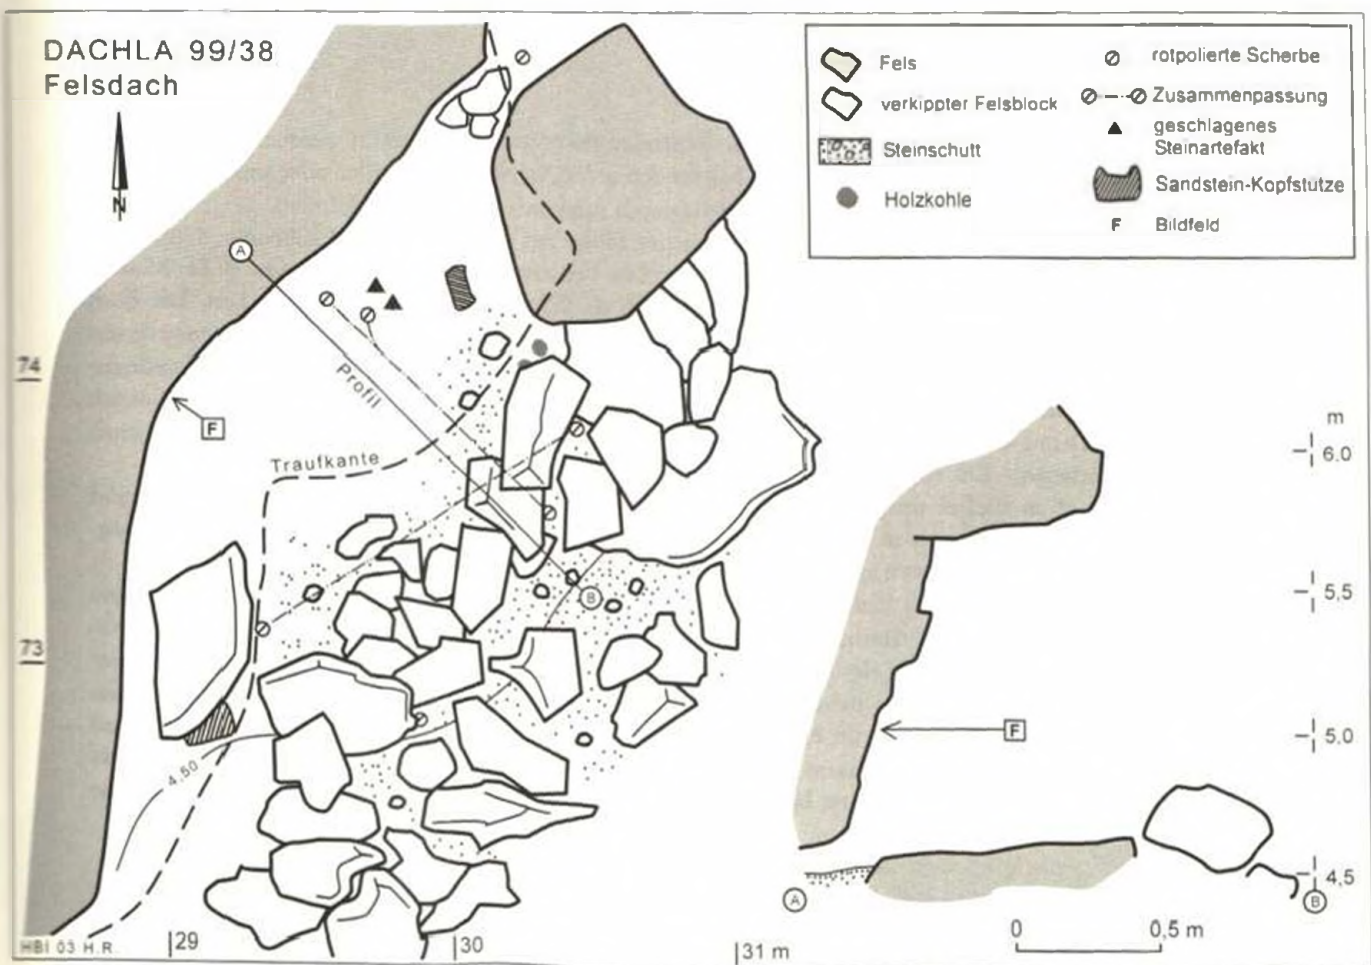 DACHLA 99/38
Felsdach
N
Fels
verkippter Felsblock
Steinschutt
Holzkohle
rotpolierte Scherbe
Zusammenpassung
geschlagenes
Steinartefakt
Sandstein-Kopfstütze
F Bildfeld
A
Profil
74
F
Traufkante
B
73
4,50
29
30
31 m
HBI 03 H.R.
m
6.0
5,5
F
5.0
4,5
A
B
0 0,5 m